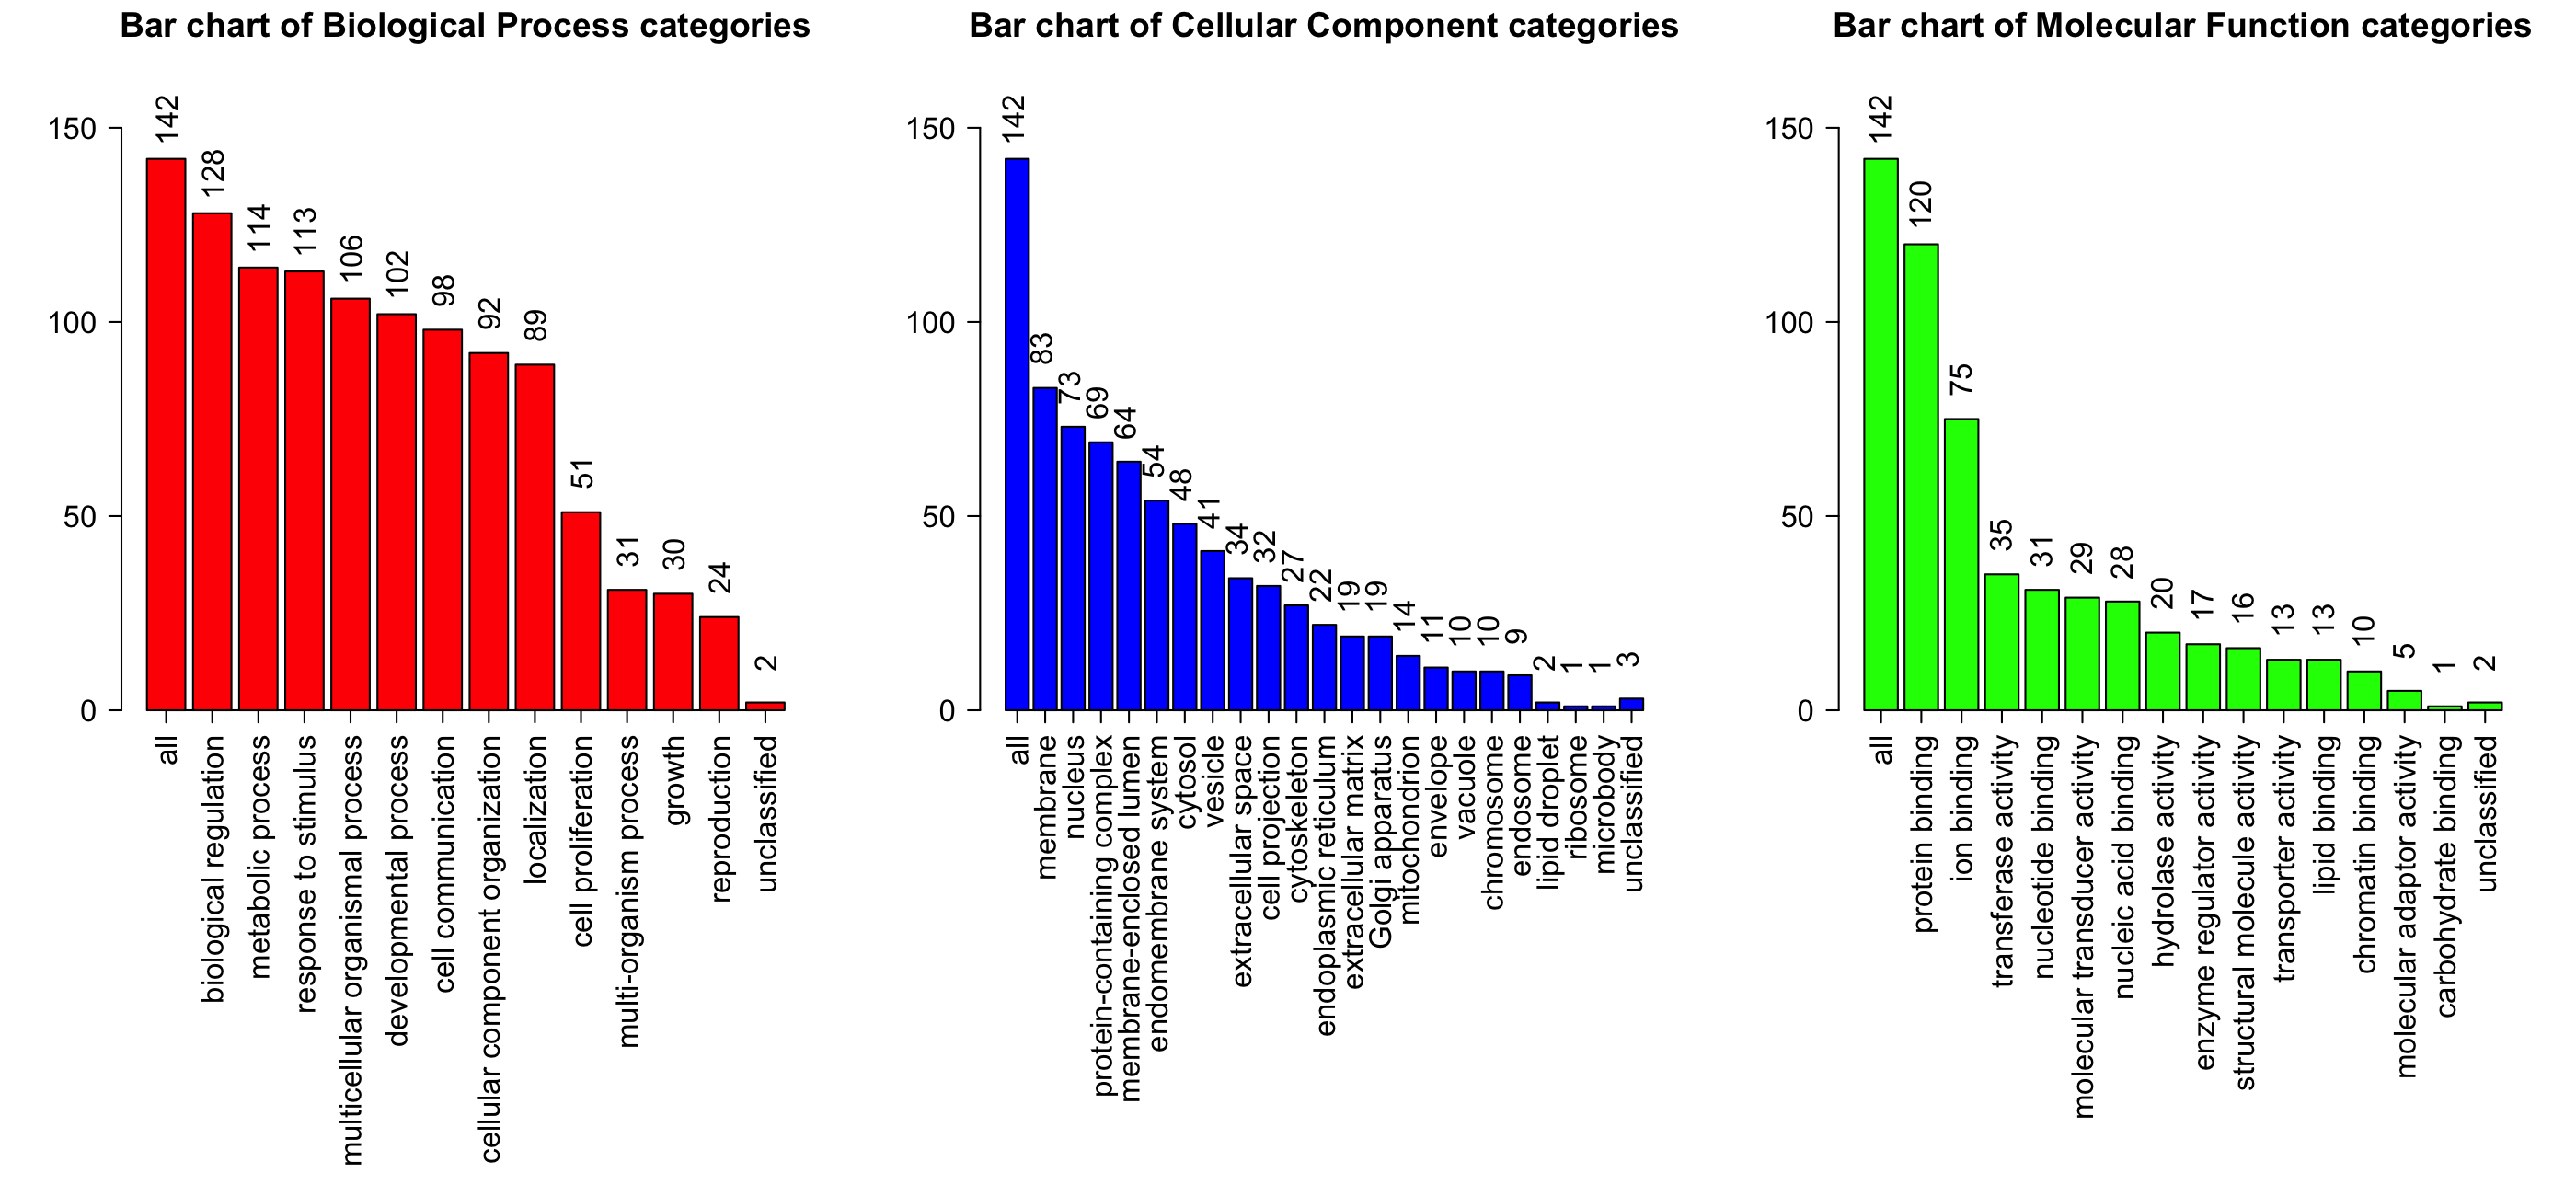 Bar chart of Biological Process categories
150
100
50
0
142
128
114
113
106
102
98
92
89
51
31
30
24
2
all
biological regulation
metabolic process
response to stimulus
multicellular organismal process
developmental process
cell communication
cellular component organization
localization
cell proliferation
multi-organism process
growth
reproduction
unclassified
Bar chart of Cellular Component categories
150
100
50
0
142
83
73
69
64
54
48
41
34
32
27
22
19
19
14
11
10
10
9
2
1
1
3
all
membrane
nucleus
protein-containing complex
membrane-enclosed lumen
endomembrane system
cytosol
vesicle
extracellular space
cell projection
cytoskeleton
endoplasmic reticulum
extracellular matrix
Golgi apparatus
mitochondrion
envelope
vacuole
chromosome
endosome
lipid droplet
ribosome
microbody
unclassified
Bar chart of Molecular Function categories
150
100
50
0
142
120
75
35
31
29
28
20
17
16
13
13
10
5
1
2
all
protein binding
ion binding
transferase activity
nucleotide binding
molecular transducer activity
nucleic acid binding
hydrolase activity
enzyme regulator activity
structural molecule activity
transporter activity
lipid binding
chromatin binding
molecular adaptor activity
carbohydrate binding
unclassified